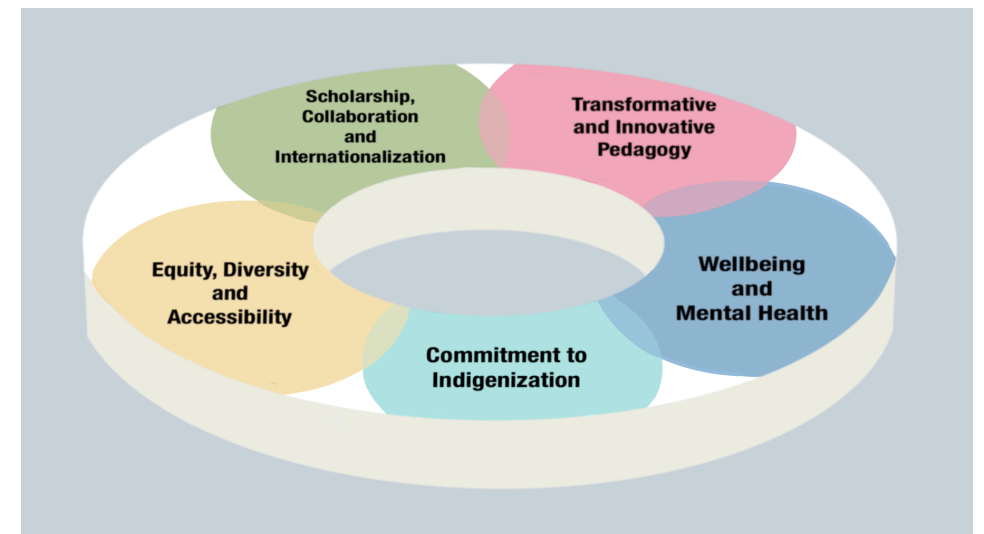 Scholarship,
Collaboration
and
Internationalization
Transformative
and Innovative
Pedagogy
Equity, Diversity
and
Accessibility
Wellbeing
and
Mental Health
Commitment to
Indigenization